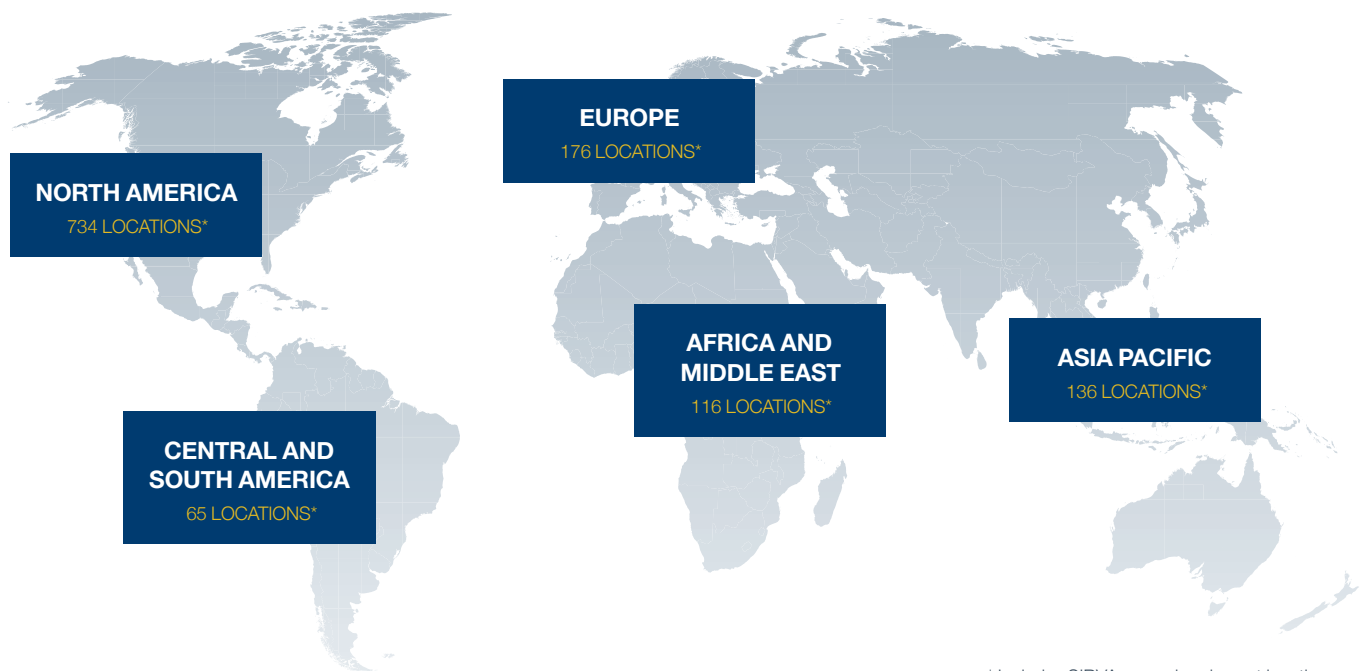 EUROPE
176 LOCATIONS*
NORTH AMERICA
734 LOCATIONS*
AFRICA AND
MIDDLE EAST
116 LOCATIONS*
ASIA PACIFIC
136 LOCATIONS*
CENTRAL AND
SOUTH AMERICA
65 LOCATIONS*